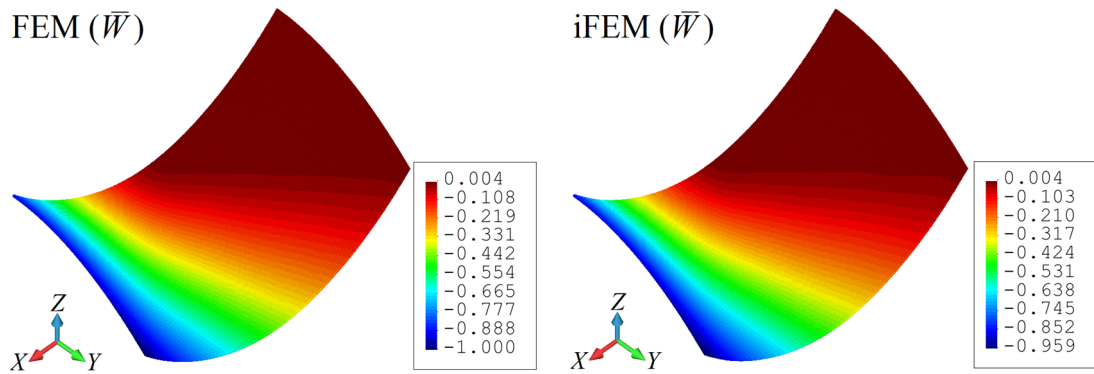 FEM (W̅)
0.004
-0.108
-0.219
-0.331
-0.442
-0.554
-0.665
-0.777
-0.888
-1.000
Z
X
Y
iFEM (W̅)
0.004
-0.103
-0.210
-0.317
-0.424
-0.531
-0.638
-0.745
-0.852
-0.959
Z
X
Y